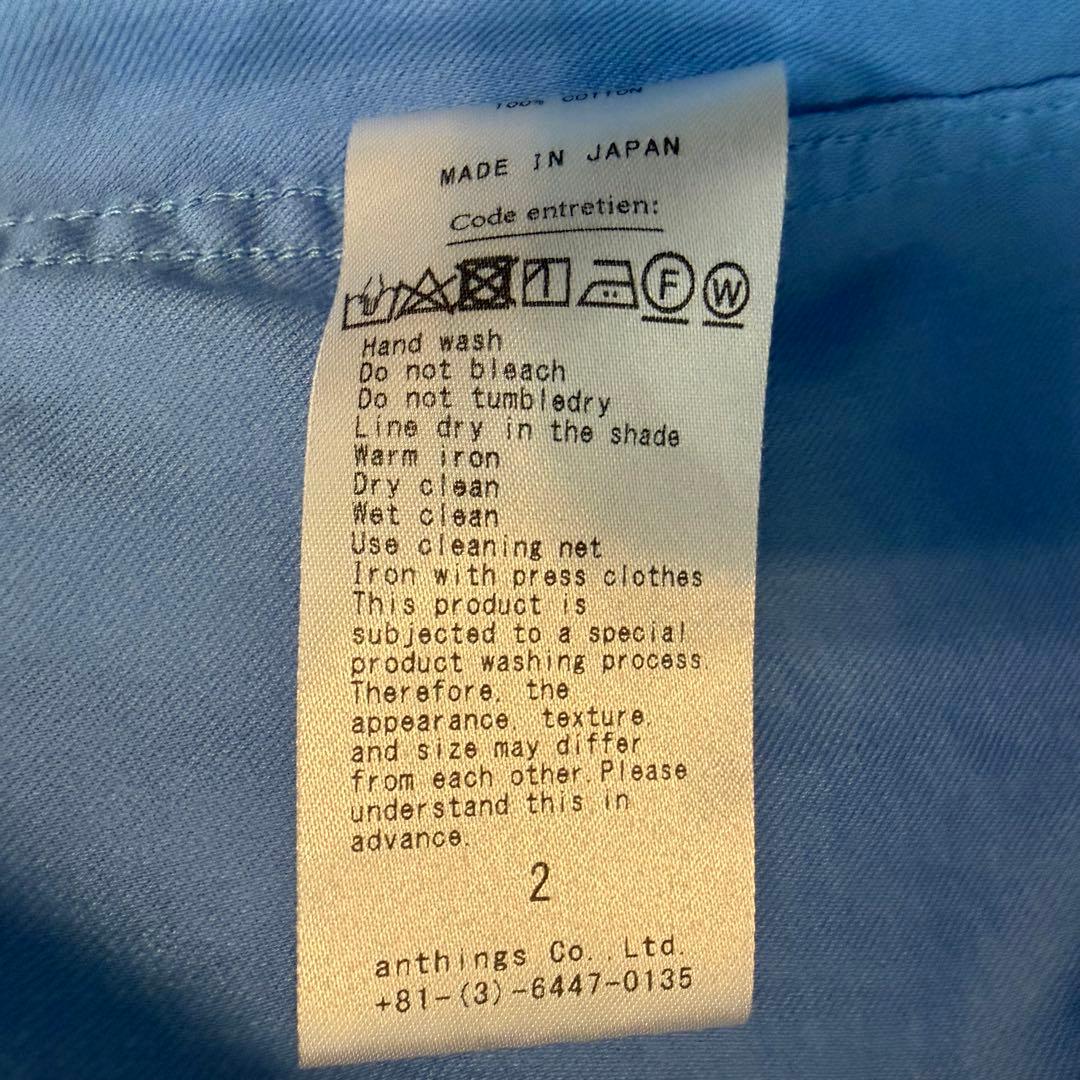 100% COTTON
MADE IN JAPAN
Code entretien:
F W
Hand wash
Do not bleach
Do not tumbledry
Line dry in the shade
Warm iron
Dry clean
Wet clean
Use cleaning net
Iron with press clothes
This product is
subjected to a special
product washing process.
Therefore, the
appearance, texture,
and size may differ
from each other.Please
understand this in
advance.
2
anthings Co., Ltd.
+81-(3)-6447-0135